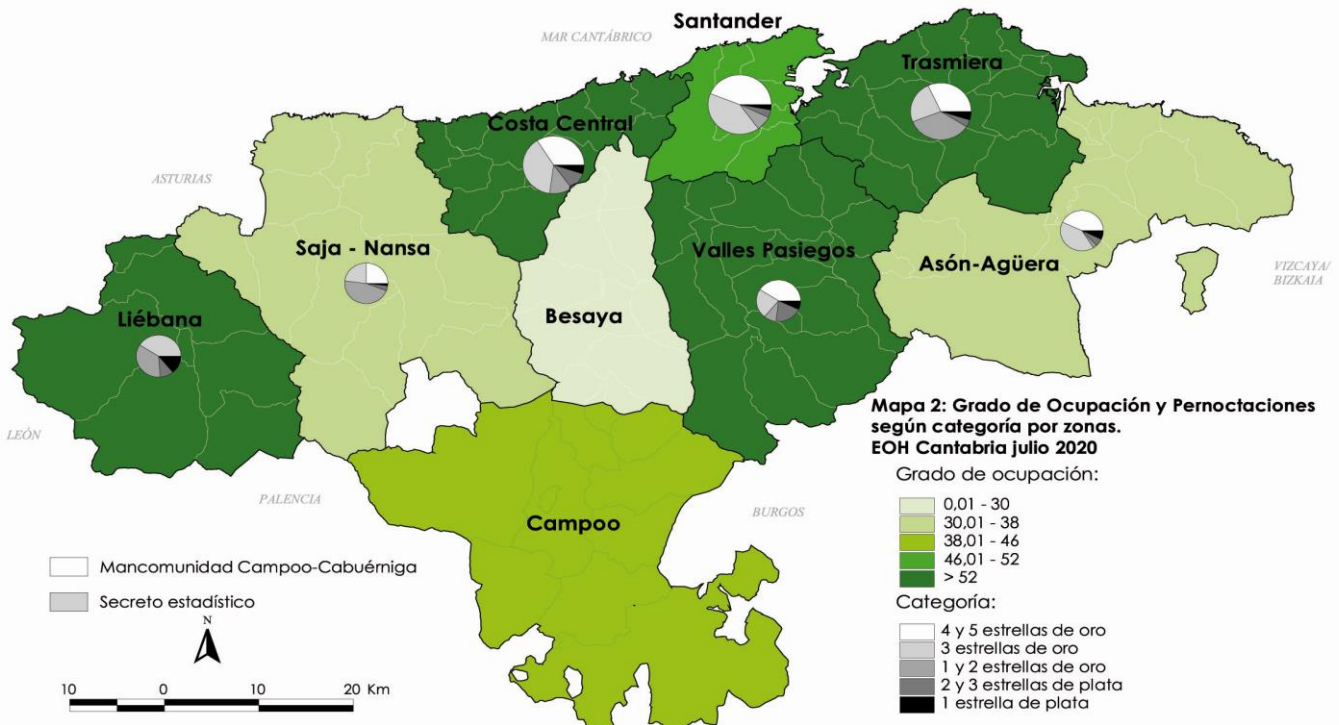 Santander
MAR CANTÁBRICO
Trasmiera
Costa Central
ASTURIAS
Saja - Nansa
Valles Pasiegos
Asón-Agüera
VIZCAYA/
BIZKAIA
Liébana
Besaya
LEÓN
PALENCIA
BURGOS
Campoo
Mapa 2: Grado de Ocupación y Pernoctaciones
según categoría por zonas.
EOH Cantabria julio 2020
Grado de ocupación:
0,01 - 30
30,01 - 38
38,01 - 46
46,01 - 52
> 52
Categoría:
4 y 5 estrellas de oro
3 estrellas de oro
1 y 2 estrellas de oro
2 y 3 estrellas de plata
1 estrella de plata
Mancomunidad Campoo-Cabuérniga
Secreto estadístico
N
10 0 10 20 Km